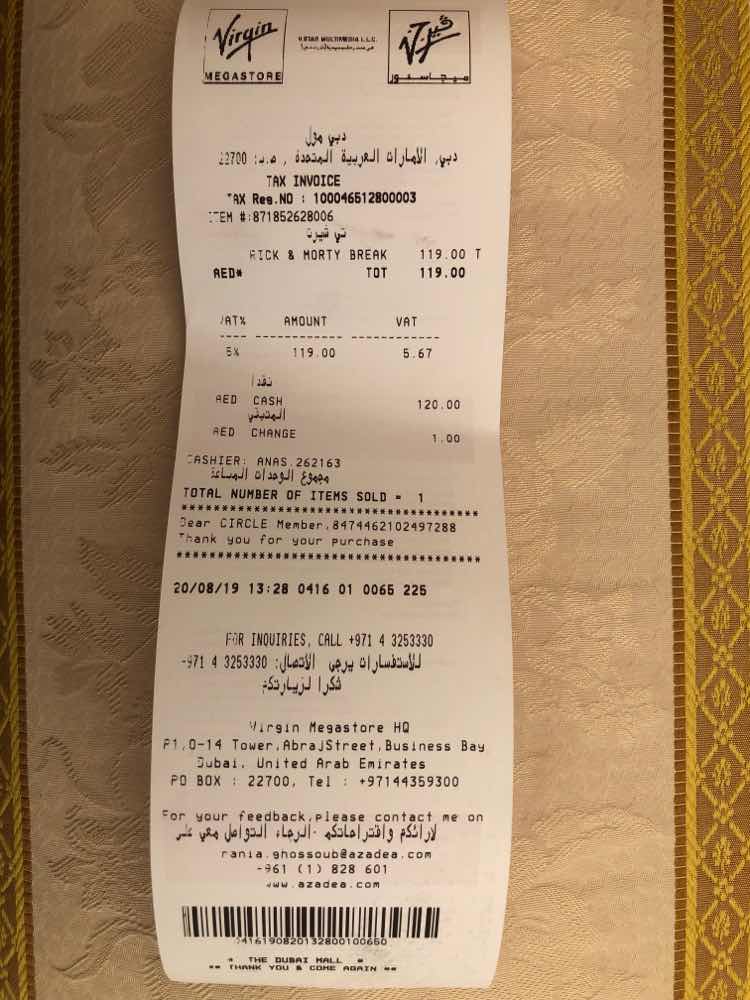 Virgin
MEGASTORE
V.STAR MULTIMEDIA L.L.C.
فيرجن
ميجاستور
دبي مول
دبي, الأمارات العربية المتحدة , ص.ب: 22700
TAX INVOICE
TAX Reg.NO : 100046512800003
ITEM #:871852628006
تي شيرت
RICK & MORTY BREAK 119.00 T
AED* TOT 119.00
VAT% AMOUNT VAT
5% 119.00 5.67
نقدا
AED CASH 120.00
المتبقي
AED CHANGE 1.00
CASHIER: ANAS.262163
مجموع الوحدات المباعة
TOTAL NUMBER OF ITEMS SOLD = 1
Dear CIRCLE Member,8474462102497288
Thank you for your purchase
20/08/19 13:28 0416 01 0065 225
FOR INQUIRIES, CALL +971 4 3253330
للأستفسارات يرجى الأتصال: 3253330 4 971-
شكرا لزيارتكم
Virgin Megastore HQ
P1,O-14 Tower,AbrajStreet,Business Bay
Dubai, United Arab Emirates
PO BOX : 22700, Tel : +97144359300
For your feedback,please contact me on
لأرائكم واقتراحاتكم .الرجاء التواصل معي على
rania.ghossoub@azadea.com
-961 (1) 828 601
www.azadea.com
0416190820132800100650
* THE DUBAI MALL *
** THANK YOU & COME AGAIN **